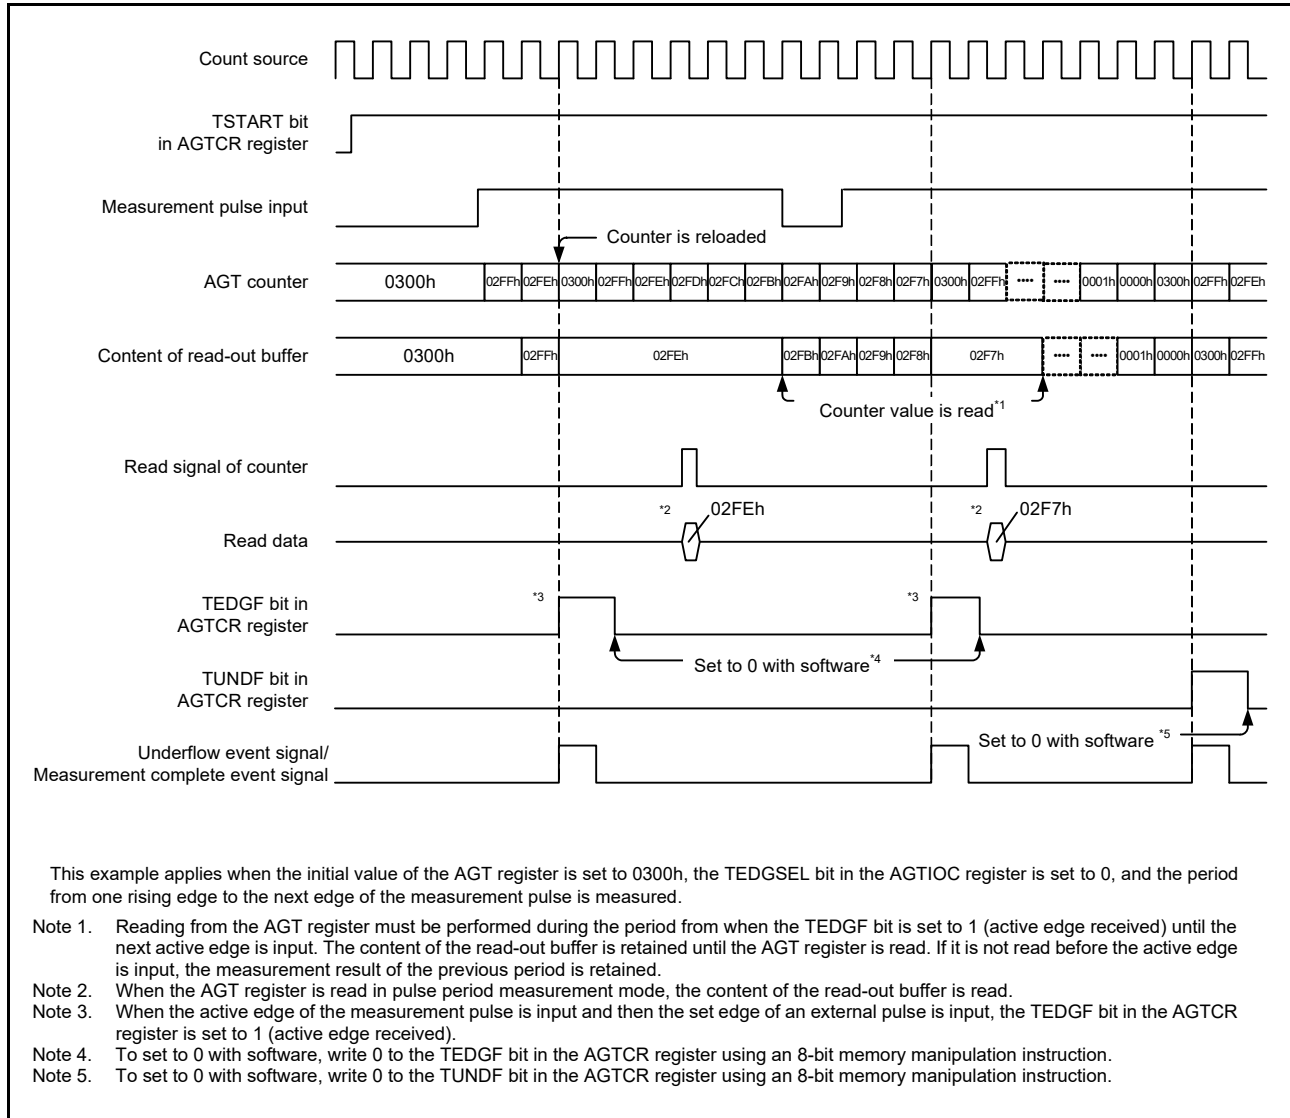 Count source
TSTART bit
in AGTCR register
Measurement pulse input
Counter is reloaded
AGT counter
0300h 02FFh 02FEh 0300h 02FFh 02FEh 02FDh 02FCh 02FBh 02FAh 02F9h 02F8h 02F7h 0300h 02FFh •••• •••• 0001h 0000h 0300h 02FFh 02FEh
Content of read-out buffer
0300h 02FFh 02FEh 02FBh 02FAh 02F9h 02F8h 02F7h •••• •••• 0001h 0000h 0300h 02FFh
Counter value is read*1
Read signal of counter
*2 02FEh *2 02F7h
Read data
TEDGF bit in
AGTCR register
*3 *3
Set to 0 with software*4
TUNDF bit in
AGTCR register
Set to 0 with software *5
Underflow event signal/
Measurement complete event signal
This example applies when the initial value of the AGT register is set to 0300h, the TEDGSEL bit in the AGTIOC register is set to 0, and the period
from one rising edge to the next edge of the measurement pulse is measured.
Note 1. Reading from the AGT register must be performed during the period from when the TEDGF bit is set to 1 (active edge received) until the
next active edge is input. The content of the read-out buffer is retained until the AGT register is read. If it is not read before the active edge
is input, the measurement result of the previous period is retained.
Note 2. When the AGT register is read in pulse period measurement mode, the content of the read-out buffer is read.
Note 3. When the active edge of the measurement pulse is input and then the set edge of an external pulse is input, the TEDGF bit in the AGTCR
register is set to 1 (active edge received).
Note 4. To set to 0 with software, write 0 to the TEDGF bit in the AGTCR register using an 8-bit memory manipulation instruction.
Note 5. To set to 0 with software, write 0 to the TUNDF bit in the AGTCR register using an 8-bit memory manipulation instruction.